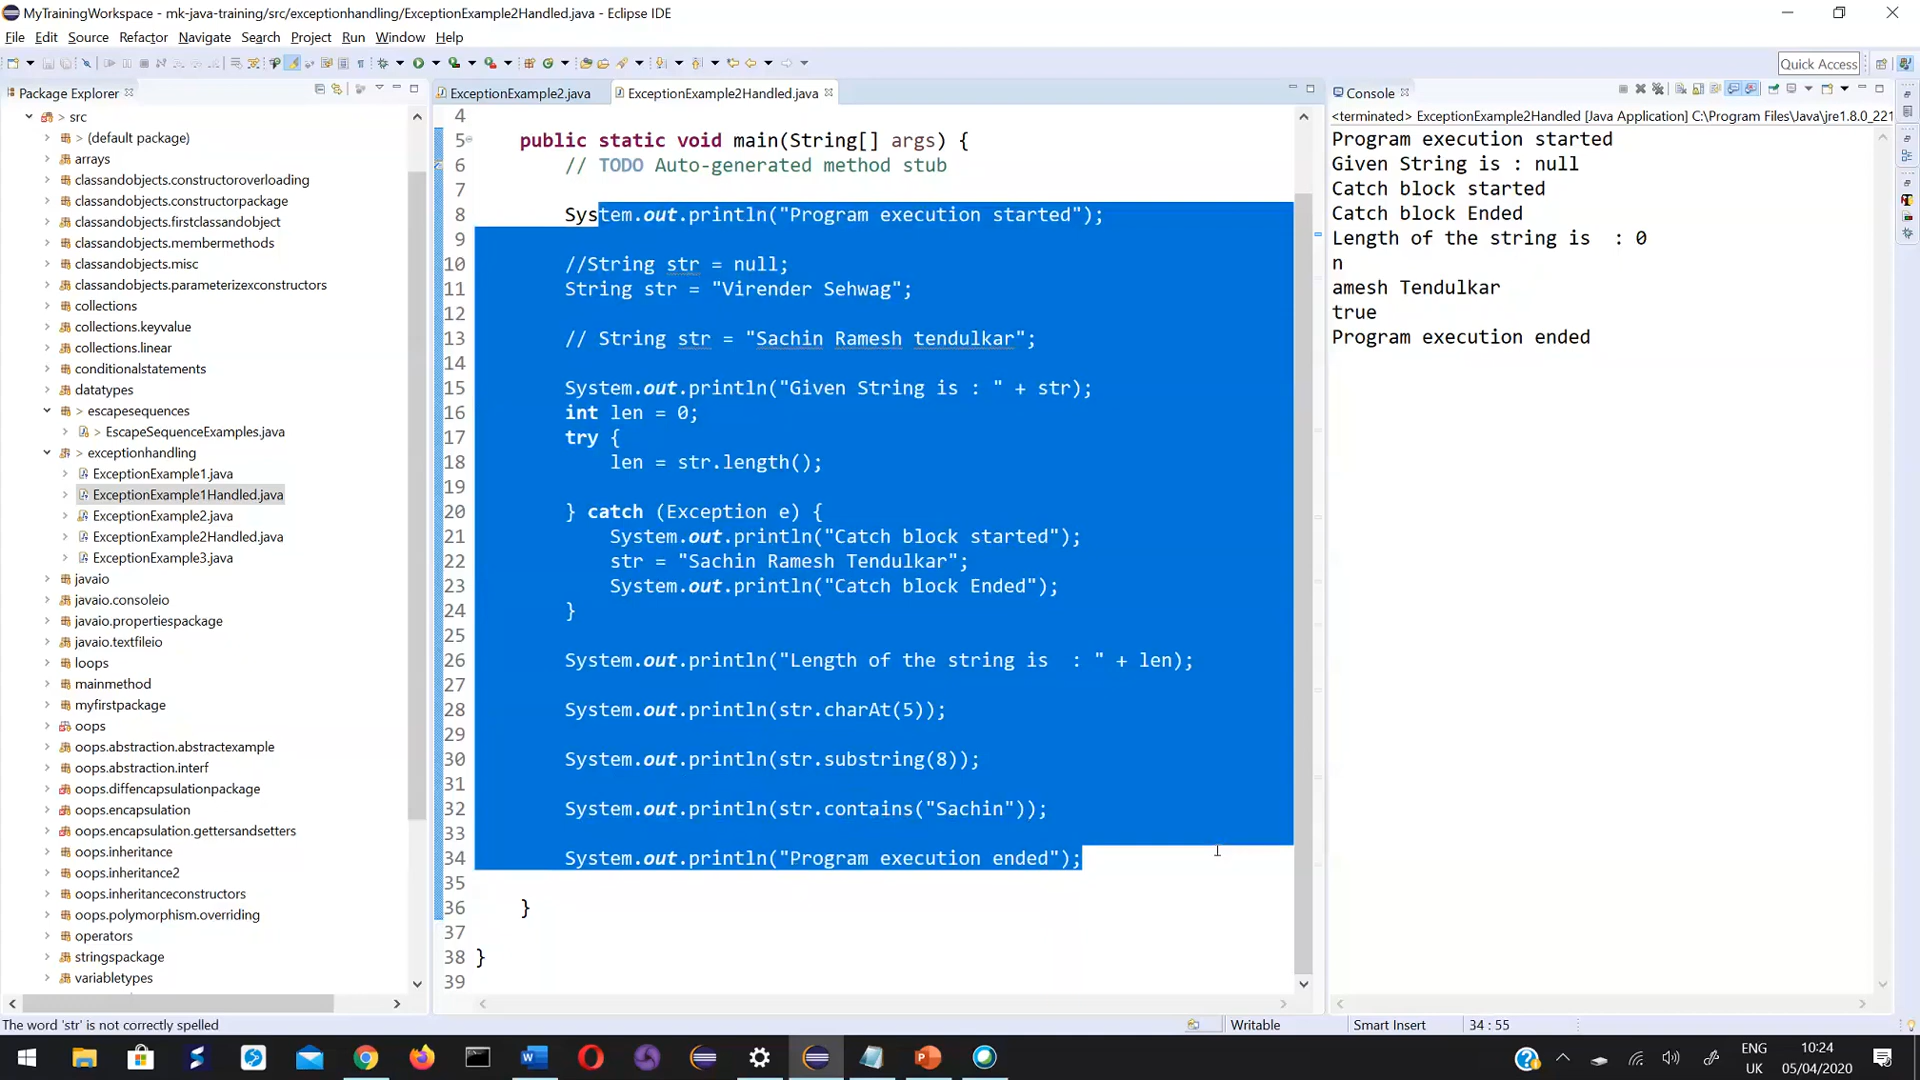 MyTrainingWorkspace - mk-java-training/src/exceptionhandling/ExceptionExample2Handled.java - Eclipse IDE
File Edit Source Refactor Navigate Search Project Run Window Help
Quick Access
Package Explorer
> src
> (default package)
arrays
classandobjects.constructoroverloading
classandobjects.constructorpackage
classandobjects.firstclassandobject
classandobjects.membermethods
classandobjects.misc
classandobjects.parameterizexconstructors
collections
collections.keyvalue
collections.linear
conditionalstatements
datatypes
> escapesequences
> EscapeSequenceExamples.java
> exceptionhandling
ExceptionExample1.java
ExceptionExample1Handled.java
ExceptionExample2.java
ExceptionExample2Handled.java
ExceptionExample3.java
javaio
javaio.consoleio
javaio.propertiespackage
javaio.textfileio
loops
mainmethod
myfirstpackage
oops
oops.abstraction.abstractexample
oops.abstraction.interf
oops.diffencapsulationpackage
oops.encapsulation
oops.encapsulation.gettersandsetters
oops.inheritance
oops.inheritance2
oops.inheritanceconstructors
oops.polymorphism.overriding
operators
stringspackage
variabletypes
ExceptionExample2.java ExceptionExample2Handled.java
4
5 public static void main(String[] args) {
6 // TODO Auto-generated method stub
7
8 System.out.println("Program execution started");
9
10 //String str = null;
11 String str = "Virender Sehwag";
12
13 // String str = "Sachin Ramesh tendulkar";
14
15 System.out.println("Given String is : " + str);
16 int len = 0;
17 try {
18 len = str.length();
19
20 } catch (Exception e) {
21 System.out.println("Catch block started");
22 str = "Sachin Ramesh Tendulkar";
23 System.out.println("Catch block Ended");
24 }
25
26 System.out.println("Length of the string is  : " + len);
27
28 System.out.println(str.charAt(5));
29
30 System.out.println(str.substring(8));
31
32 System.out.println(str.contains("Sachin"));
33
34 System.out.println("Program execution ended");
35
36 }
37
38 }
39
Console
<terminated> ExceptionExample2Handled [Java Application] C:\Program Files\Java\jre1.8.0_221
Program execution started
Given String is : null
Catch block started
Catch block Ended
Length of the string is  : 0
n
amesh Tendulkar
true
Program execution ended
The word 'str' is not correctly spelled
Writable Smart Insert 34 : 55
ENG
UK
10:24
05/04/2020